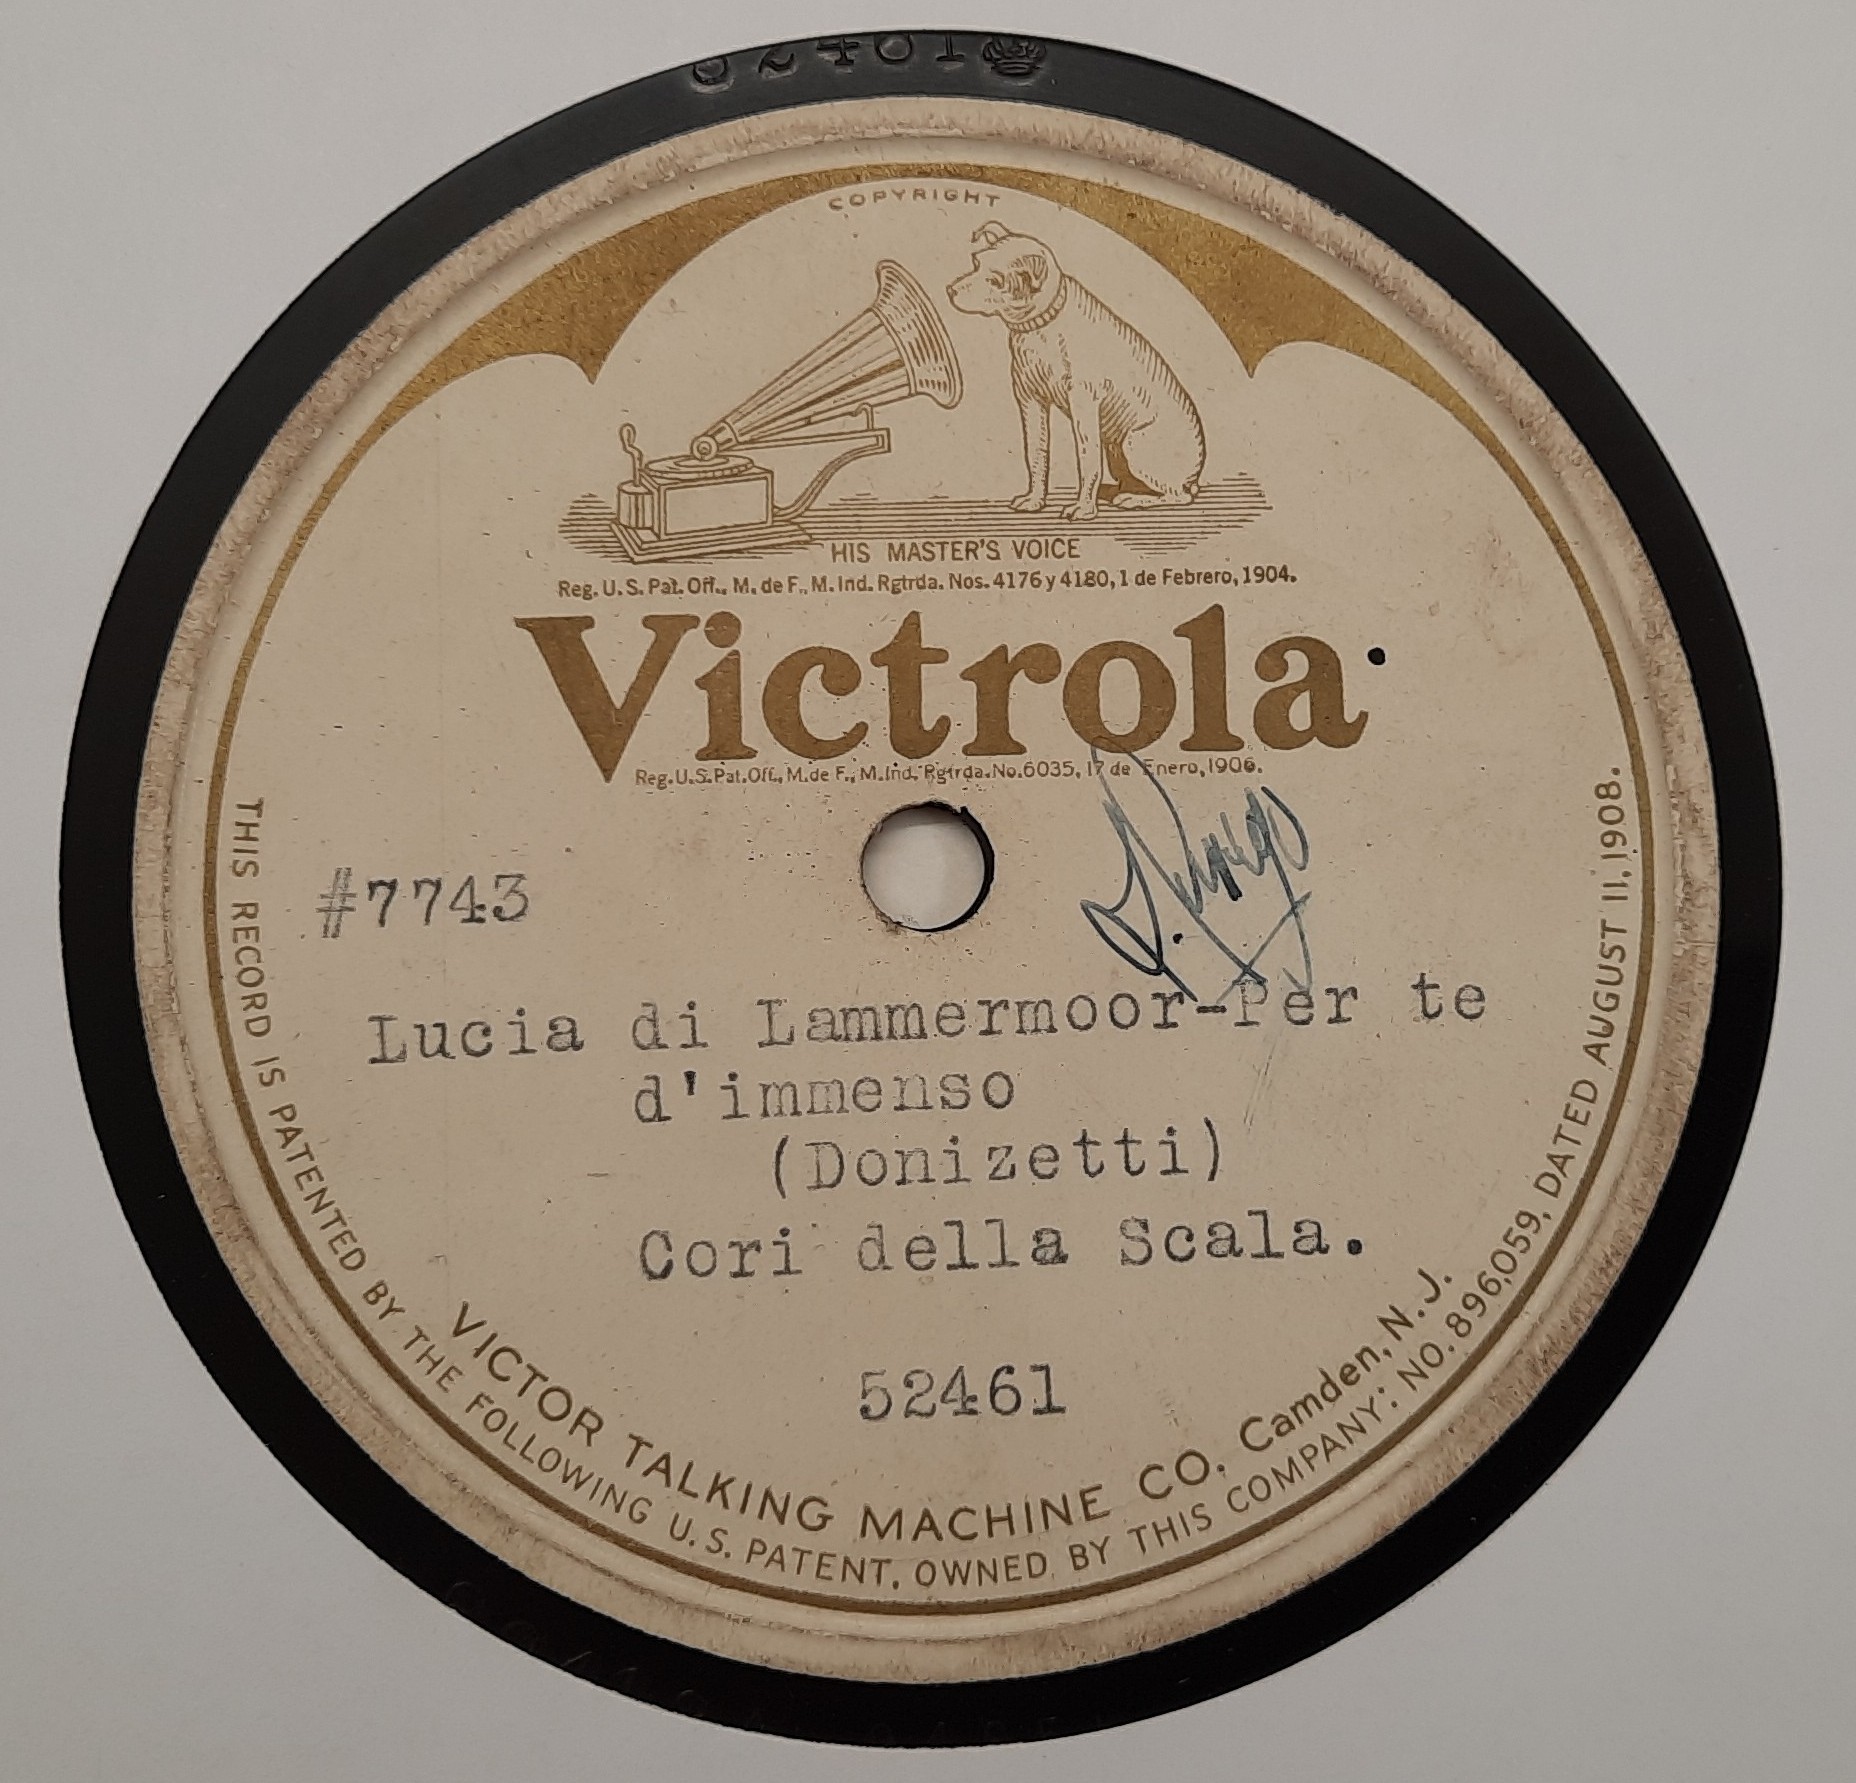 52461
COPYRIGHT
HIS MASTER'S VOICE
Reg. U.S. Pat. Off., M. de F., M. Ind. Rgtrda. Nos. 4176 y 4180, 1 de Febrero, 1904.
Victrola
Reg. U.S. Pat. Off., M. de F., M. Ind. Rgtrda. No. 6035, 17 de Enero, 1906.
#7743
Lucia di Lammermoor-Per te
d'immenso
(Donizetti)
Cori della Scala.
52461
VICTOR TALKING MACHINE CO. Camden, N. J.
THIS RECORD IS PATENTED BY THE FOLLOWING U.S. PATENT, OWNED BY THIS COMPANY: NO. 896,059, DATED AUGUST 11, 1908.